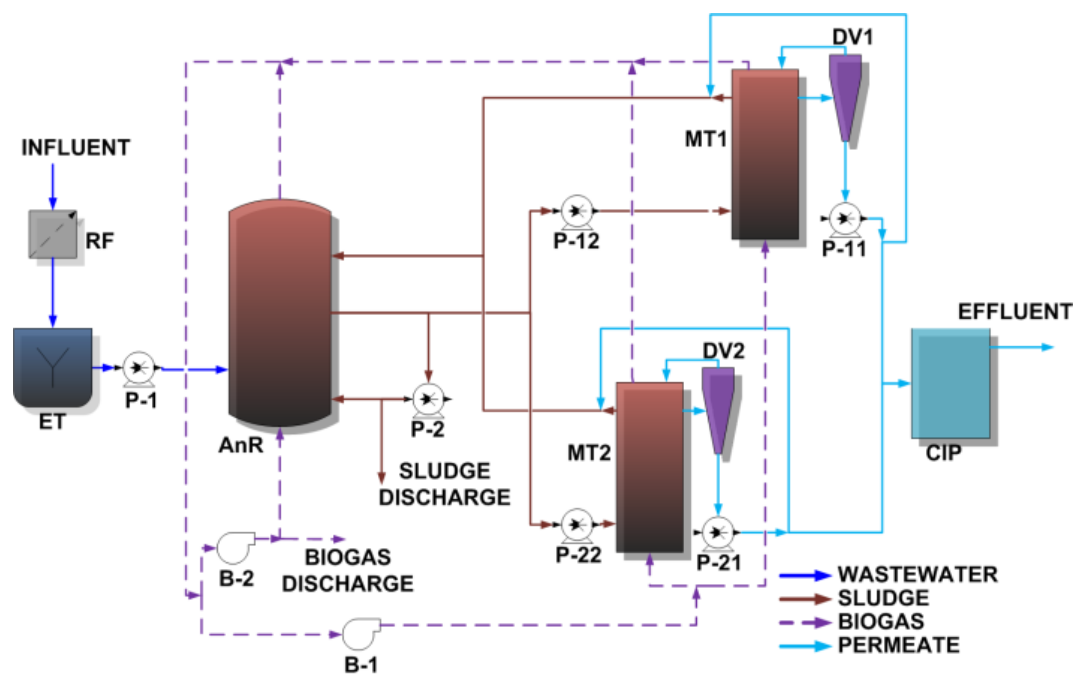 DV1
MT1
INFLUENT
RF
P-12
P-11
EFFLUENT
DV2
P-1
ET
AnR
P-2
MT2
CIP
SLUDGE
DISCHARGE
P-22
P-21
B-2
BIOGAS
DISCHARGE
B-1
WASTEWATER
SLUDGE
BIOGAS
PERMEATE